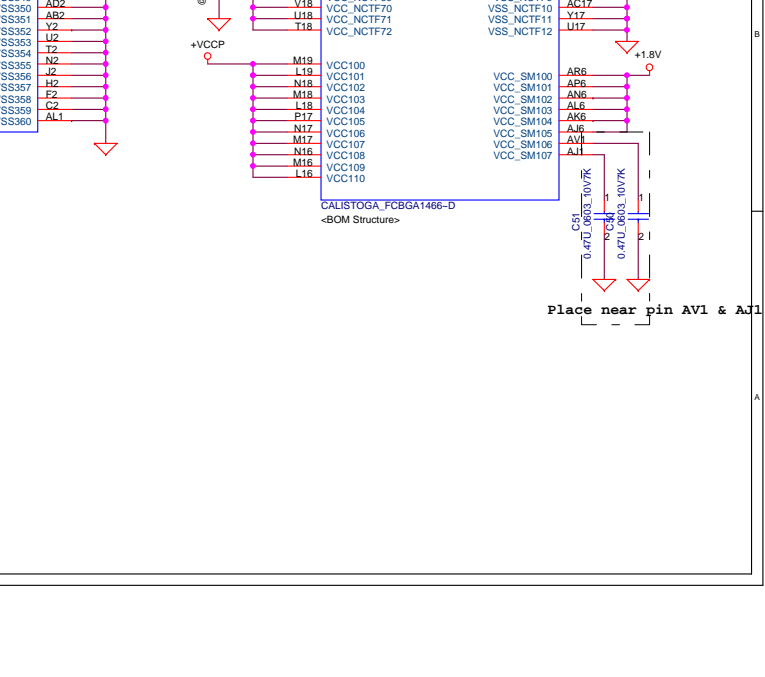 SS350 AD2
SS351 AB2
SS352 Y2
SS353 U2
SS354 T2
SS355 N2
SS356 J2
SS357 H2
SS358 F2
SS359 C2
SS360 AL1
@
V18 VCC_NCTF70
U18 VCC_NCTF71
T18 VCC_NCTF72
VSS_NCTF10 AC17
VSS_NCTF11 Y17
VSS_NCTF12 U17
+VCCP
+1.8V
M19 VCC100
L19 VCC101
N18 VCC102
M18 VCC103
L18 VCC104
P17 VCC105
N17 VCC106
M17 VCC107
N16 VCC108
M16 VCC109
L16 VCC110
VCC_SM100 AR6
VCC_SM101 AP6
VCC_SM102 AN6
VCC_SM103 AL6
VCC_SM104 AK6
VCC_SM105 AJ6
VCC_SM106 AV1
VCC_SM107 AJ1
CALISTOGA_FCBGA1466~D
<BOM Structure>
C51
0.47U_0603_10V7K
1
2
C50
0.47U_0603_10V7K
1
2
Place near pin AV1 & AJ1
B
A